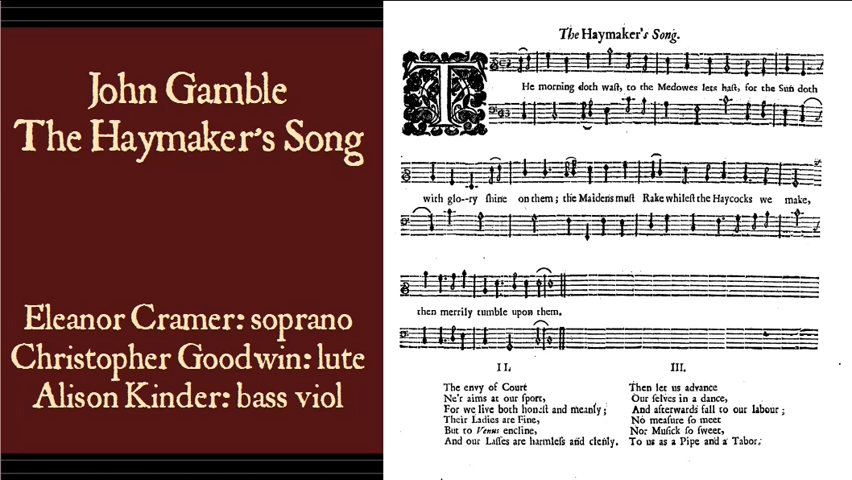 John Gamble
The Haymaker's Song
Eleanor Cramer: soprano
Christopher Goodwin: lute
Alison Kinder: bass viol
The Haymaker's Song.
THe morning doth waſt, to the Medowes lets haſt, for the Sun doth
with glo--ry ſhine on them; the Maidens muſt Rake whileſt the Haycocks we make,
then merrily tumble upon them.
II.
The envy of Court
Ne'r aims at our ſport,
For we live both honeſt and meanly;
Their Ladies are Fine,
But to Venus encline,
And our Laſſes are harmleſs and clenly.
III.
Then let us advance
Our ſelves in a dance,
And afterwards fall to our labour;
No meaſure ſo meet
Nor Muſick ſo ſweet,
To us as a Pipe and a Tabor.